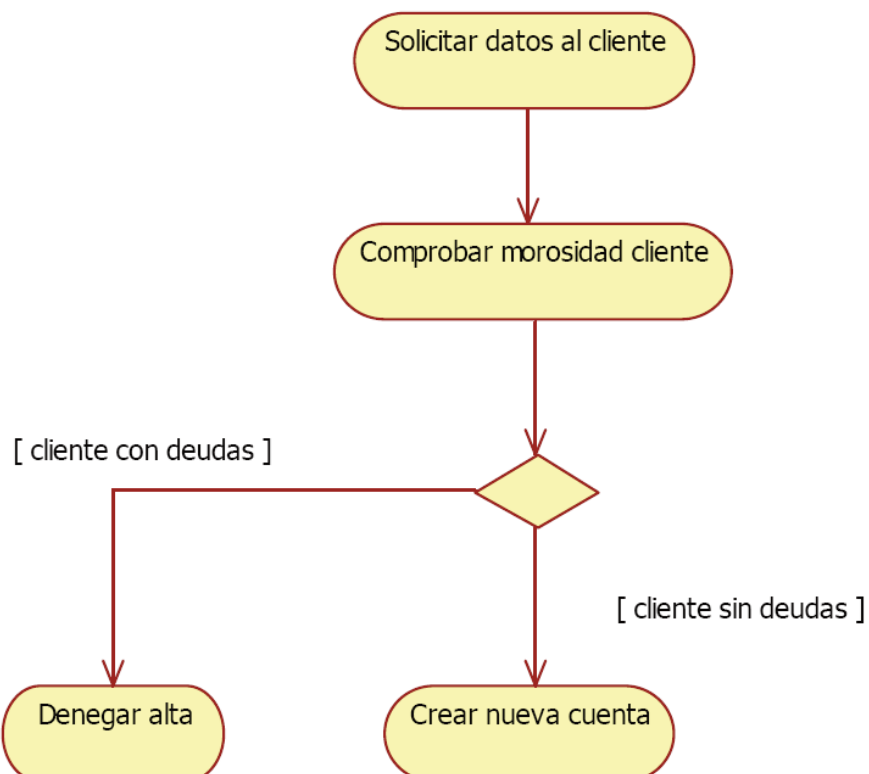 Solicitar datos al cliente
Comprobar morosidad cliente
[ cliente con deudas ]
[ cliente sin deudas ]
Denegar alta
Crear nueva cuenta